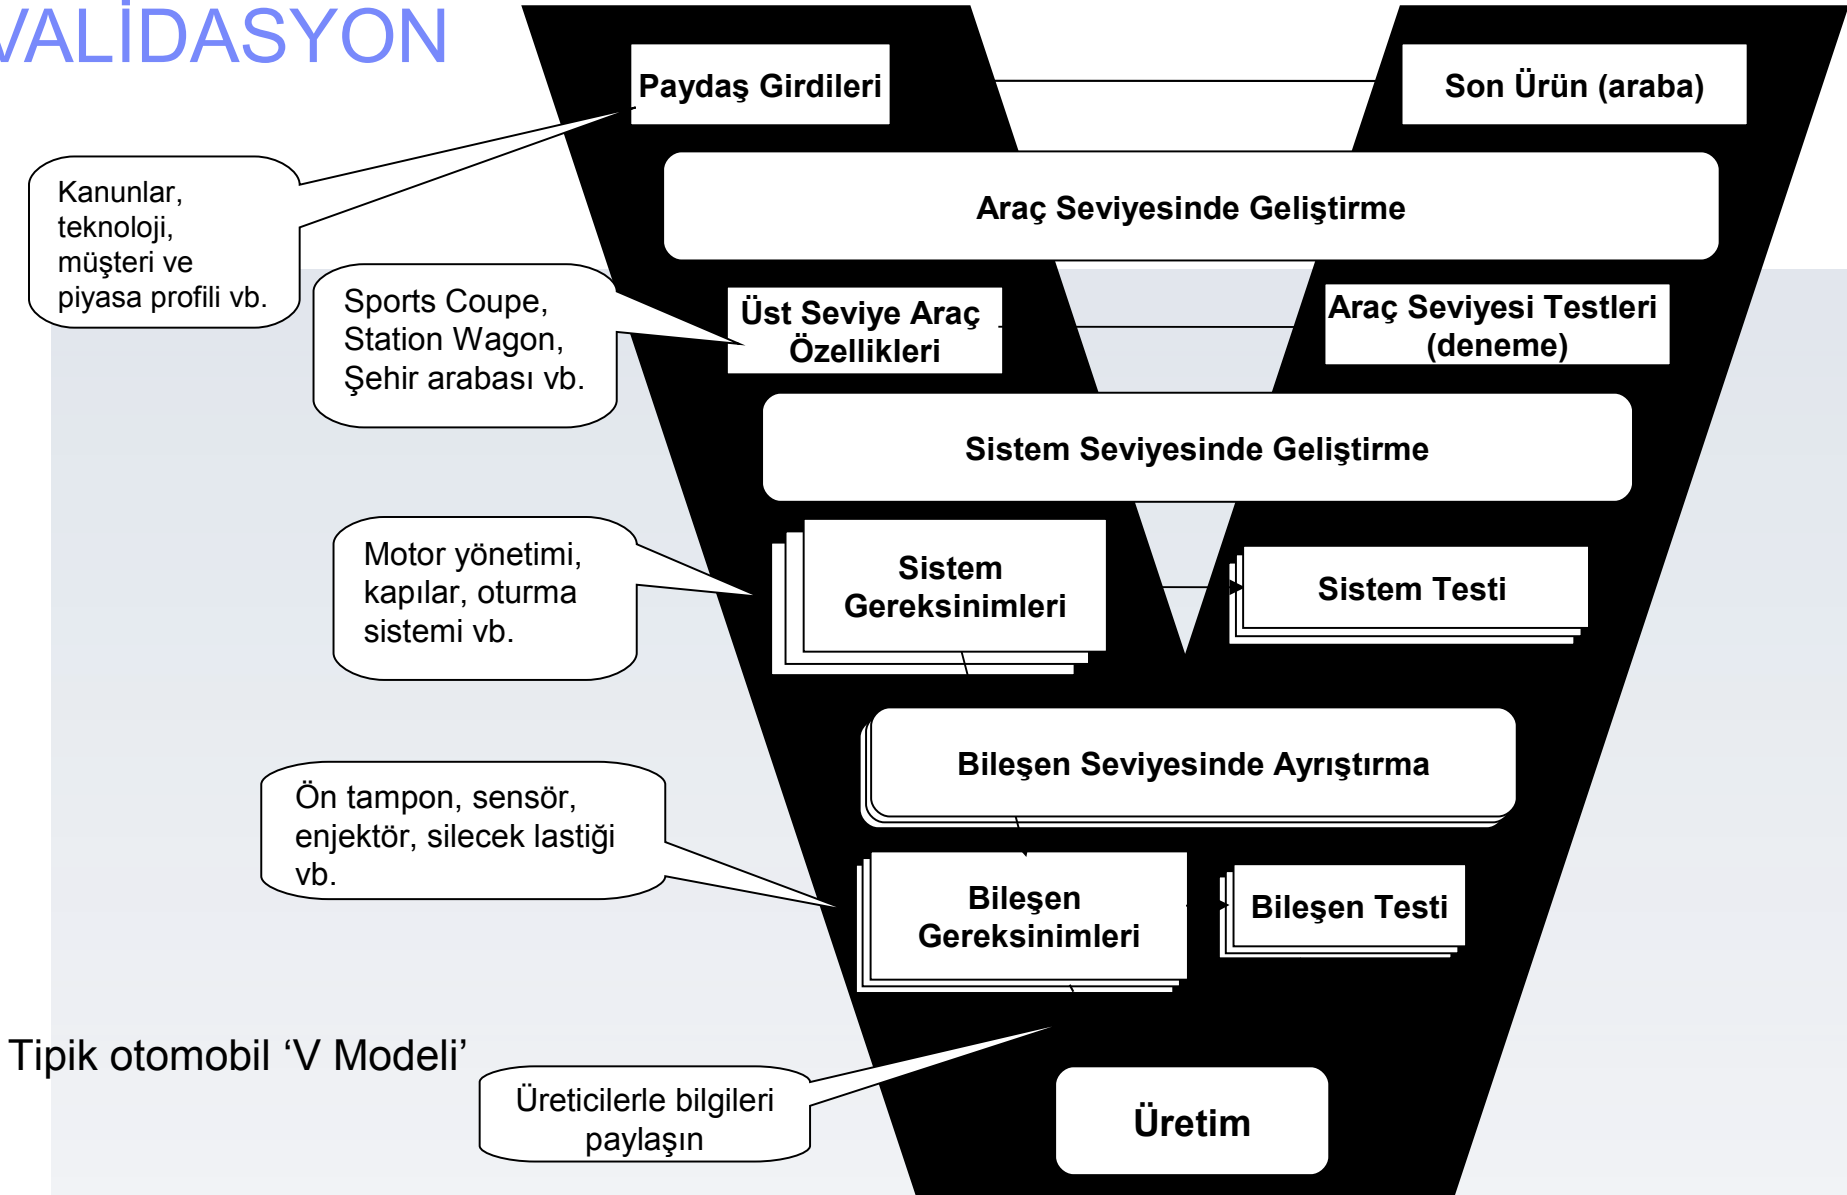 VALİDASYON
Paydaş Girdileri
Son Ürün (araba)
Kanunlar,
teknoloji,
müşteri ve
piyasa profili vb.
Araç Seviyesinde Geliştirme
Sports Coupe,
Station Wagon,
Şehir arabası vb.
Üst Seviye Araç
Özellikleri
Araç Seviyesi Testleri
(deneme)
Sistem Seviyesinde Geliştirme
Motor yönetimi,
kapılar, oturma
sistemi vb.
Sistem
Gereksinimleri
Sistem Testi
Bileşen Seviyesinde Ayrıştırma
Ön tampon, sensör,
enjektör, silecek lastiği
vb.
Bileşen
Gereksinimleri
Bileşen Testi
Tipik otomobil ‘V Modeli’
Üreticilerle bilgileri
paylaşın
Üretim